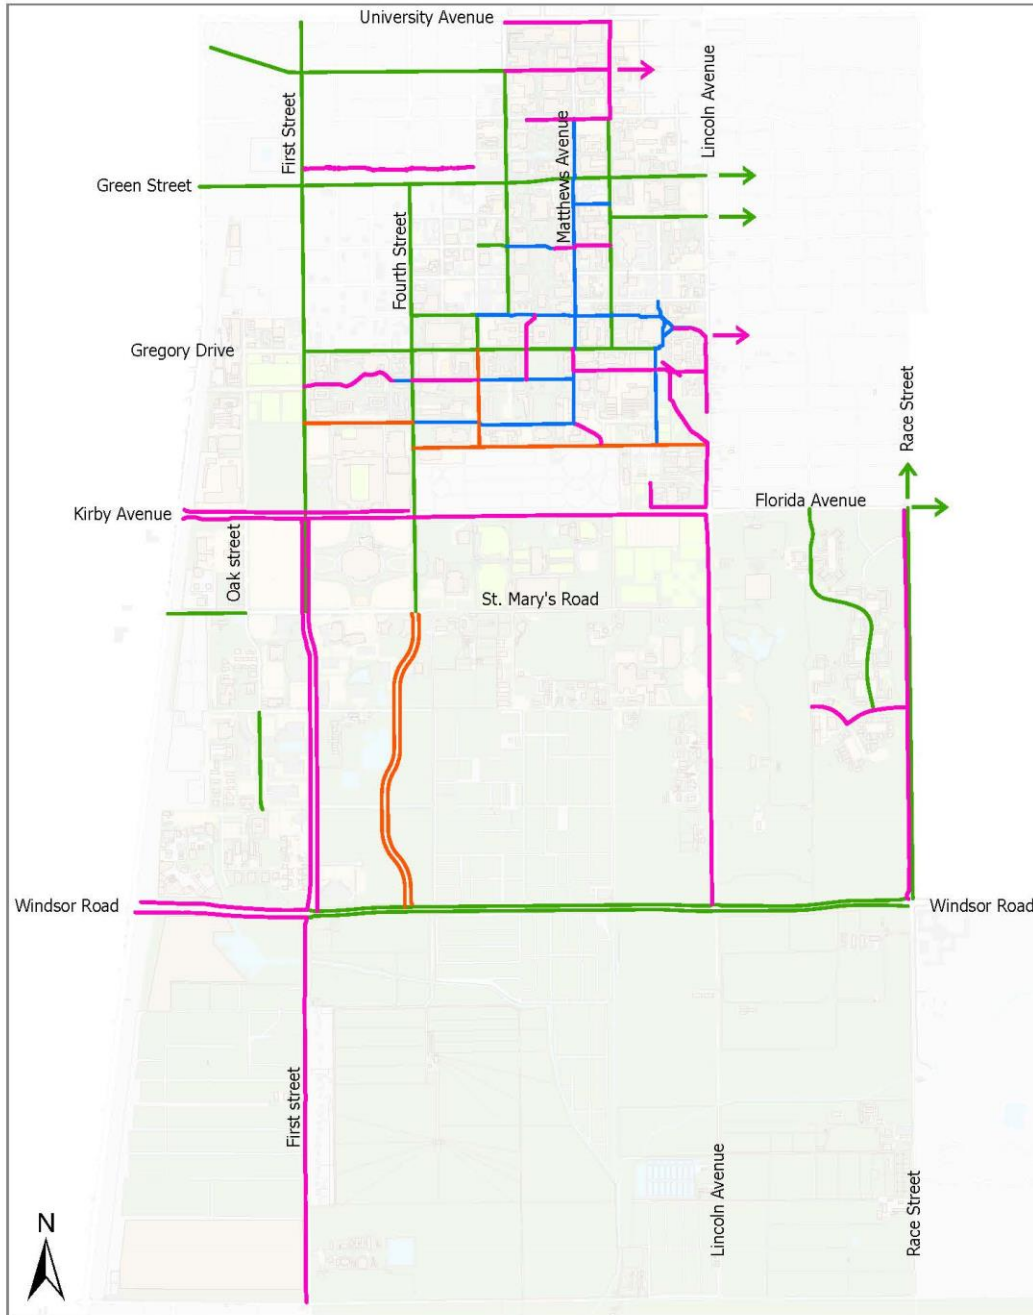 University Avenue
Lincoln Avenue
First Street
Matthews Avenue
Green Street
Fourth Street
Gregory Drive
Race Street
Florida Avenue
Kirby Avenue
Oak street
St. Mary's Road
Windsor Road
Windsor Road
First street
Lincoln Avenue
Race Street
N